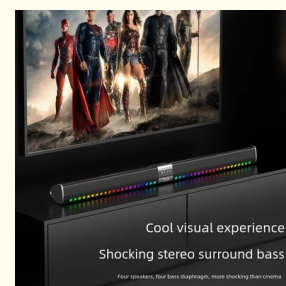 Cool visual experience
Shocking stereo surround bass
Four speakers, four bass diaphragm, more shocking than cinema